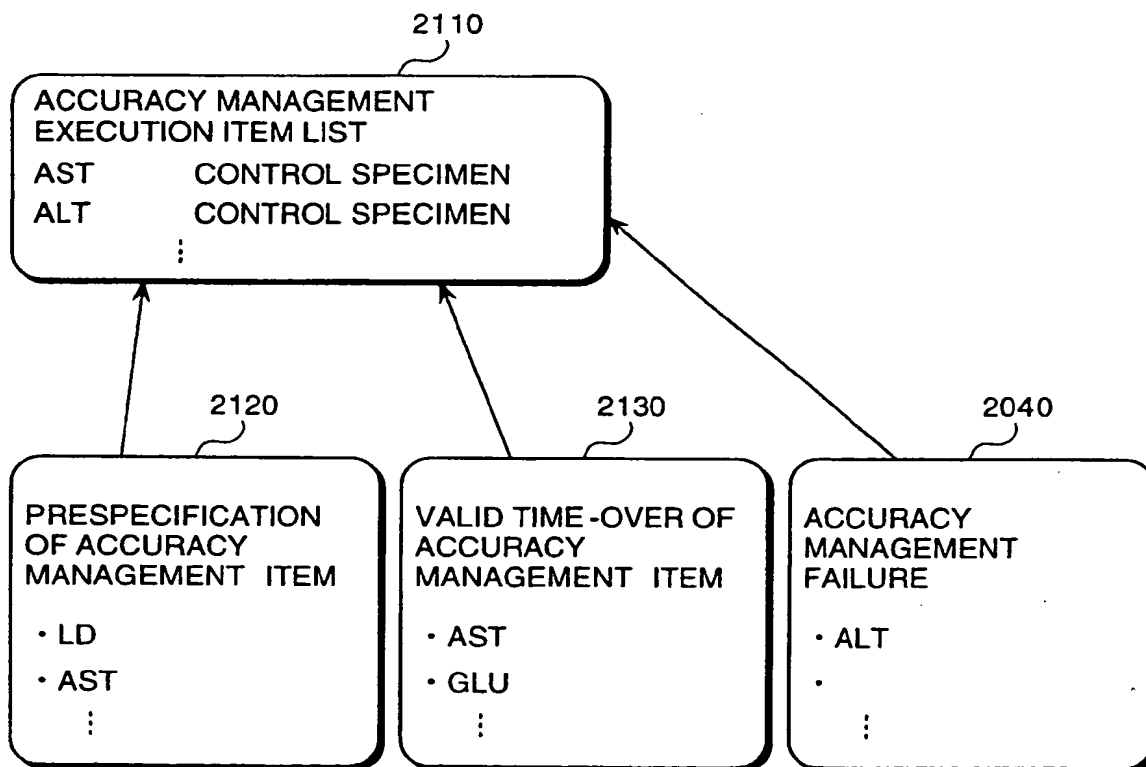 2110
ACCURACY MANAGEMENT
EXECUTION ITEM LIST
AST CONTROL SPECIMEN
ALT CONTROL SPECIMEN
2120
PRESPECIFICATION
OF ACCURACY
MANAGEMENT ITEM
· LD
· AST
2130
VALID TIME-OVER OF
ACCURACY
MANAGEMENT ITEM
· AST
· GLU
2040
ACCURACY
MANAGEMENT
FAILURE
· ALT
·